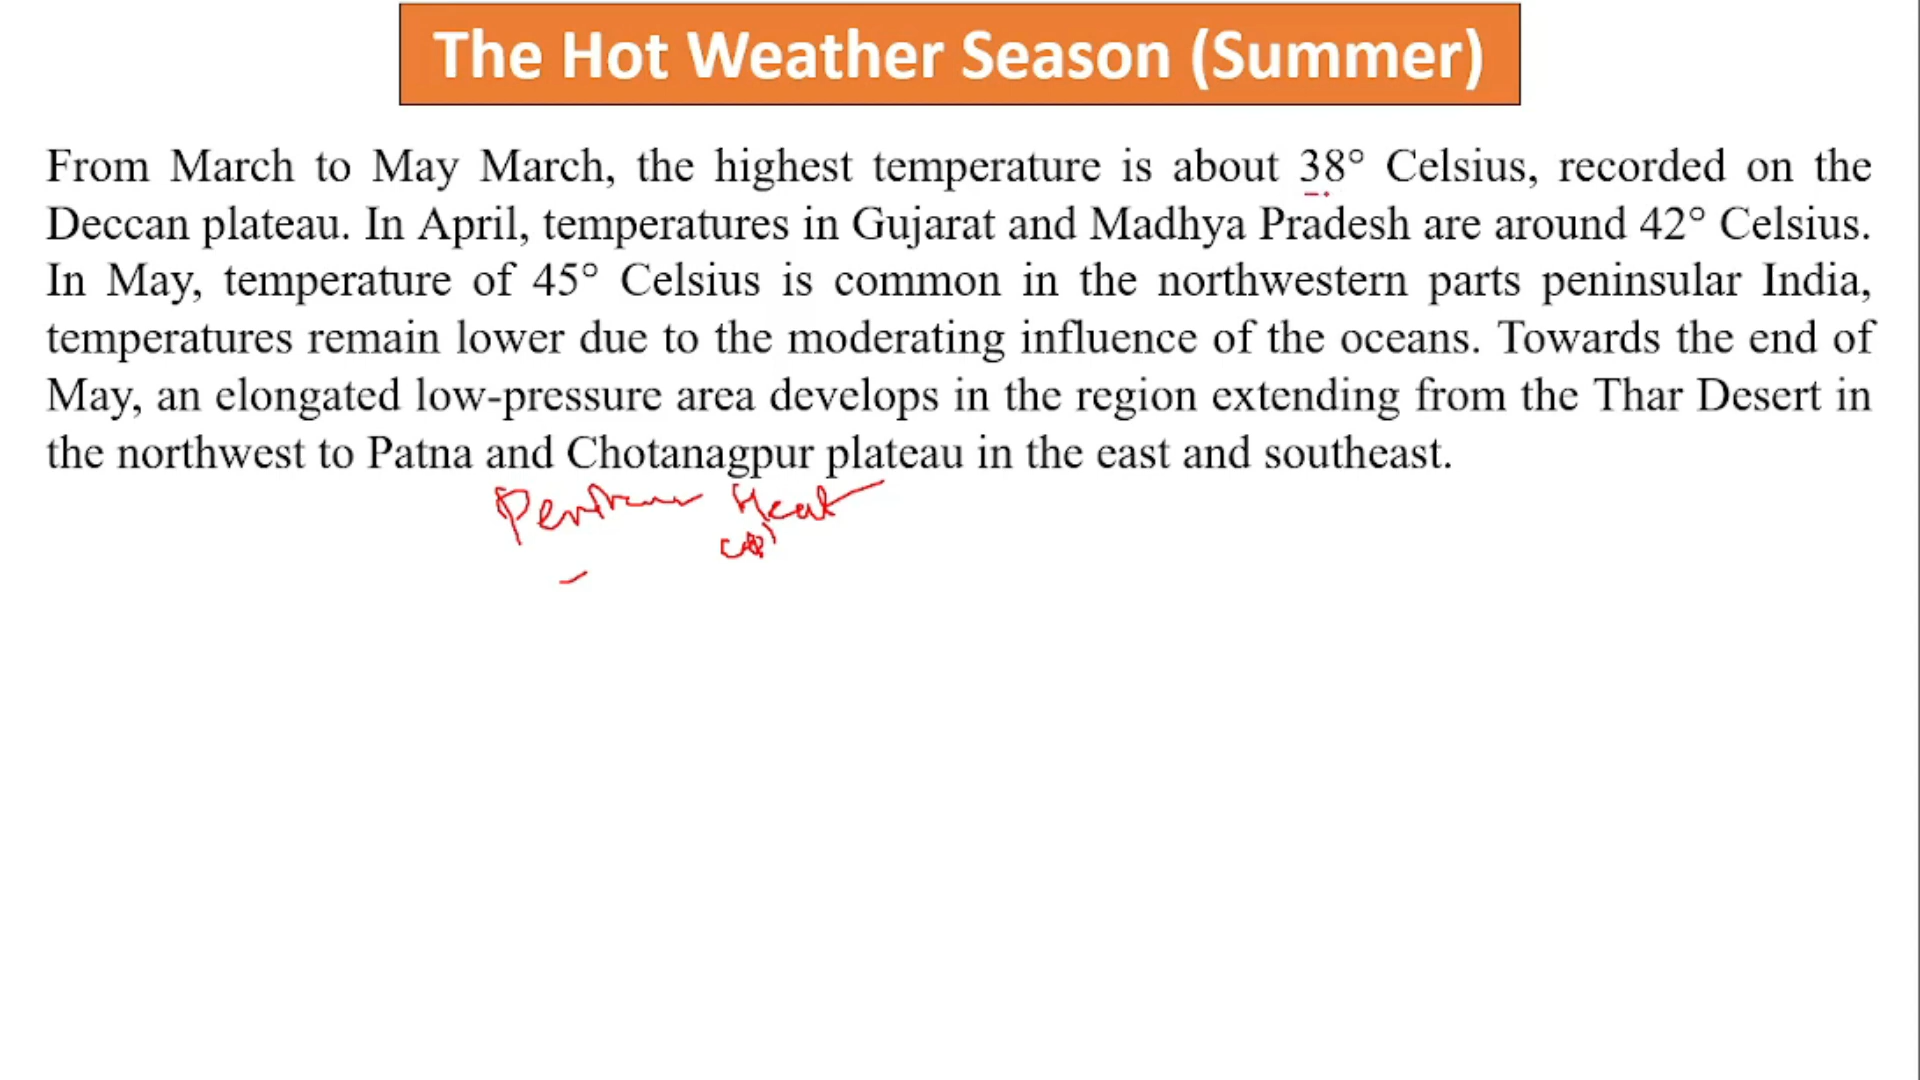 The Hot Weather Season (Summer)
From March to May March, the highest temperature is about 38° Celsius, recorded on the
Deccan plateau. In April, temperatures in Gujarat and Madhya Pradesh are around 42° Celsius.
In May, temperature of 45° Celsius is common in the northwestern parts peninsular India,
temperatures remain lower due to the moderating influence of the oceans. Towards the end of
May, an elongated low-pressure area develops in the region extending from the Thar Desert in
the northwest to Patna and Chotanagpur plateau in the east and southeast.
Heat